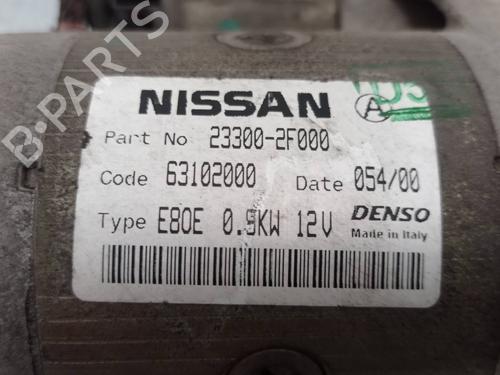 NISSAN
A
Part No 23300-2F000
Code 63102000 Date 054/00
Type E80E 0.9KW 12V DENSO
Made in Italy
B-PARTS